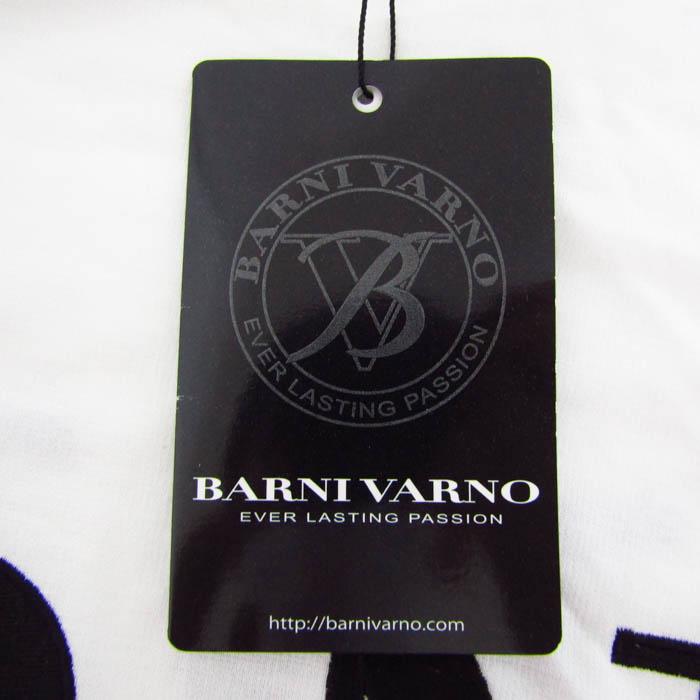 BARNI VARNO
BV
EVER LASTING PASSION
BARNI VARNO
EVER LASTING PASSION
http://barnivarno.com